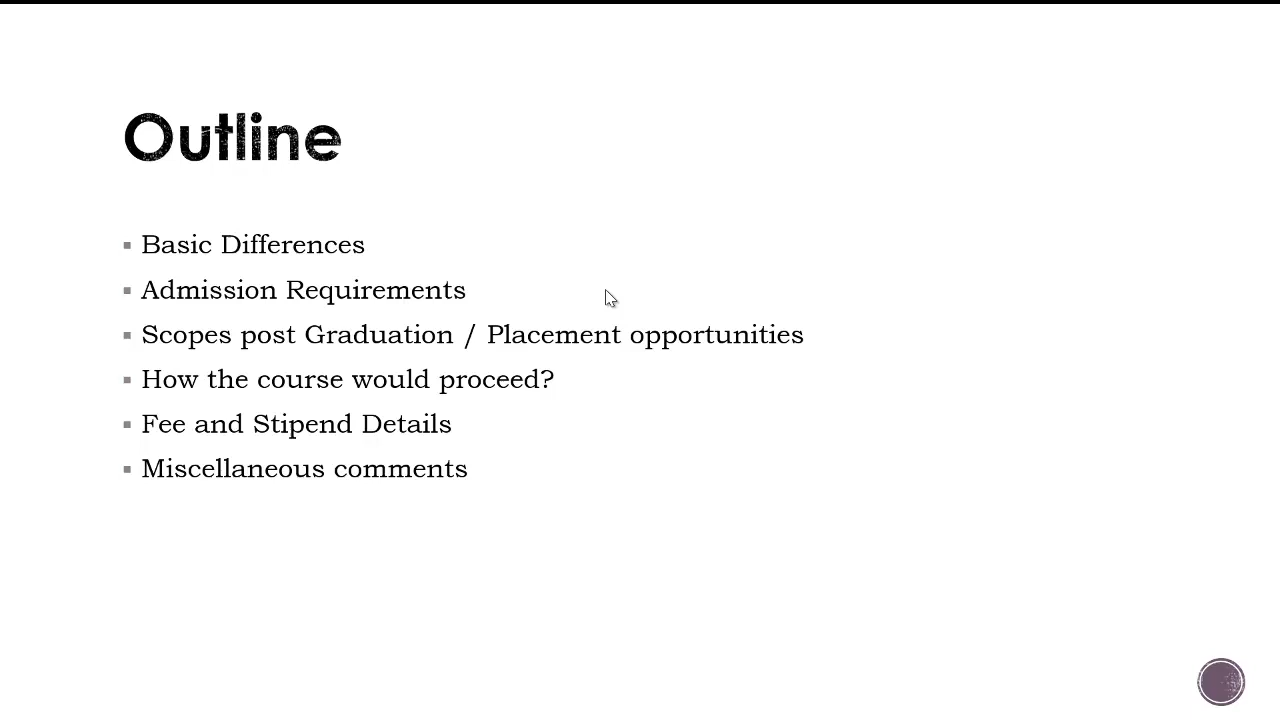 Outline
Basic Differences
Admission Requirements
Scopes post Graduation / Placement opportunities
How the course would proceed?
Fee and Stipend Details
Miscellaneous comments